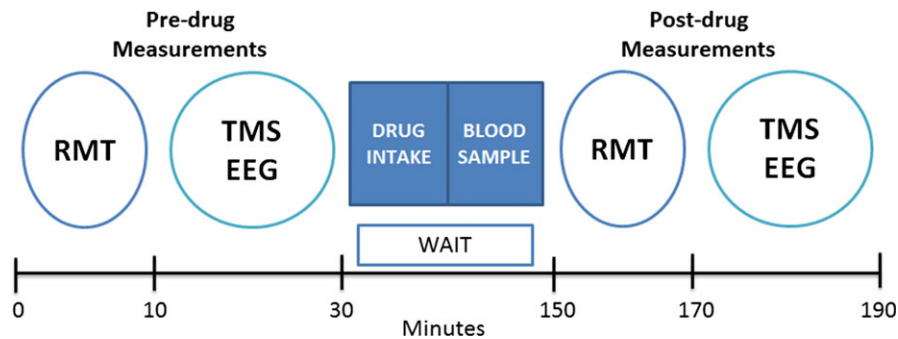 Pre-drug
Measurements
Post-drug
Measurements
RMT
TMS
EEG
DRUG
INTAKE
BLOOD
SAMPLE
RMT
TMS
EEG
WAIT
0
10
30
150
170
190
Minutes